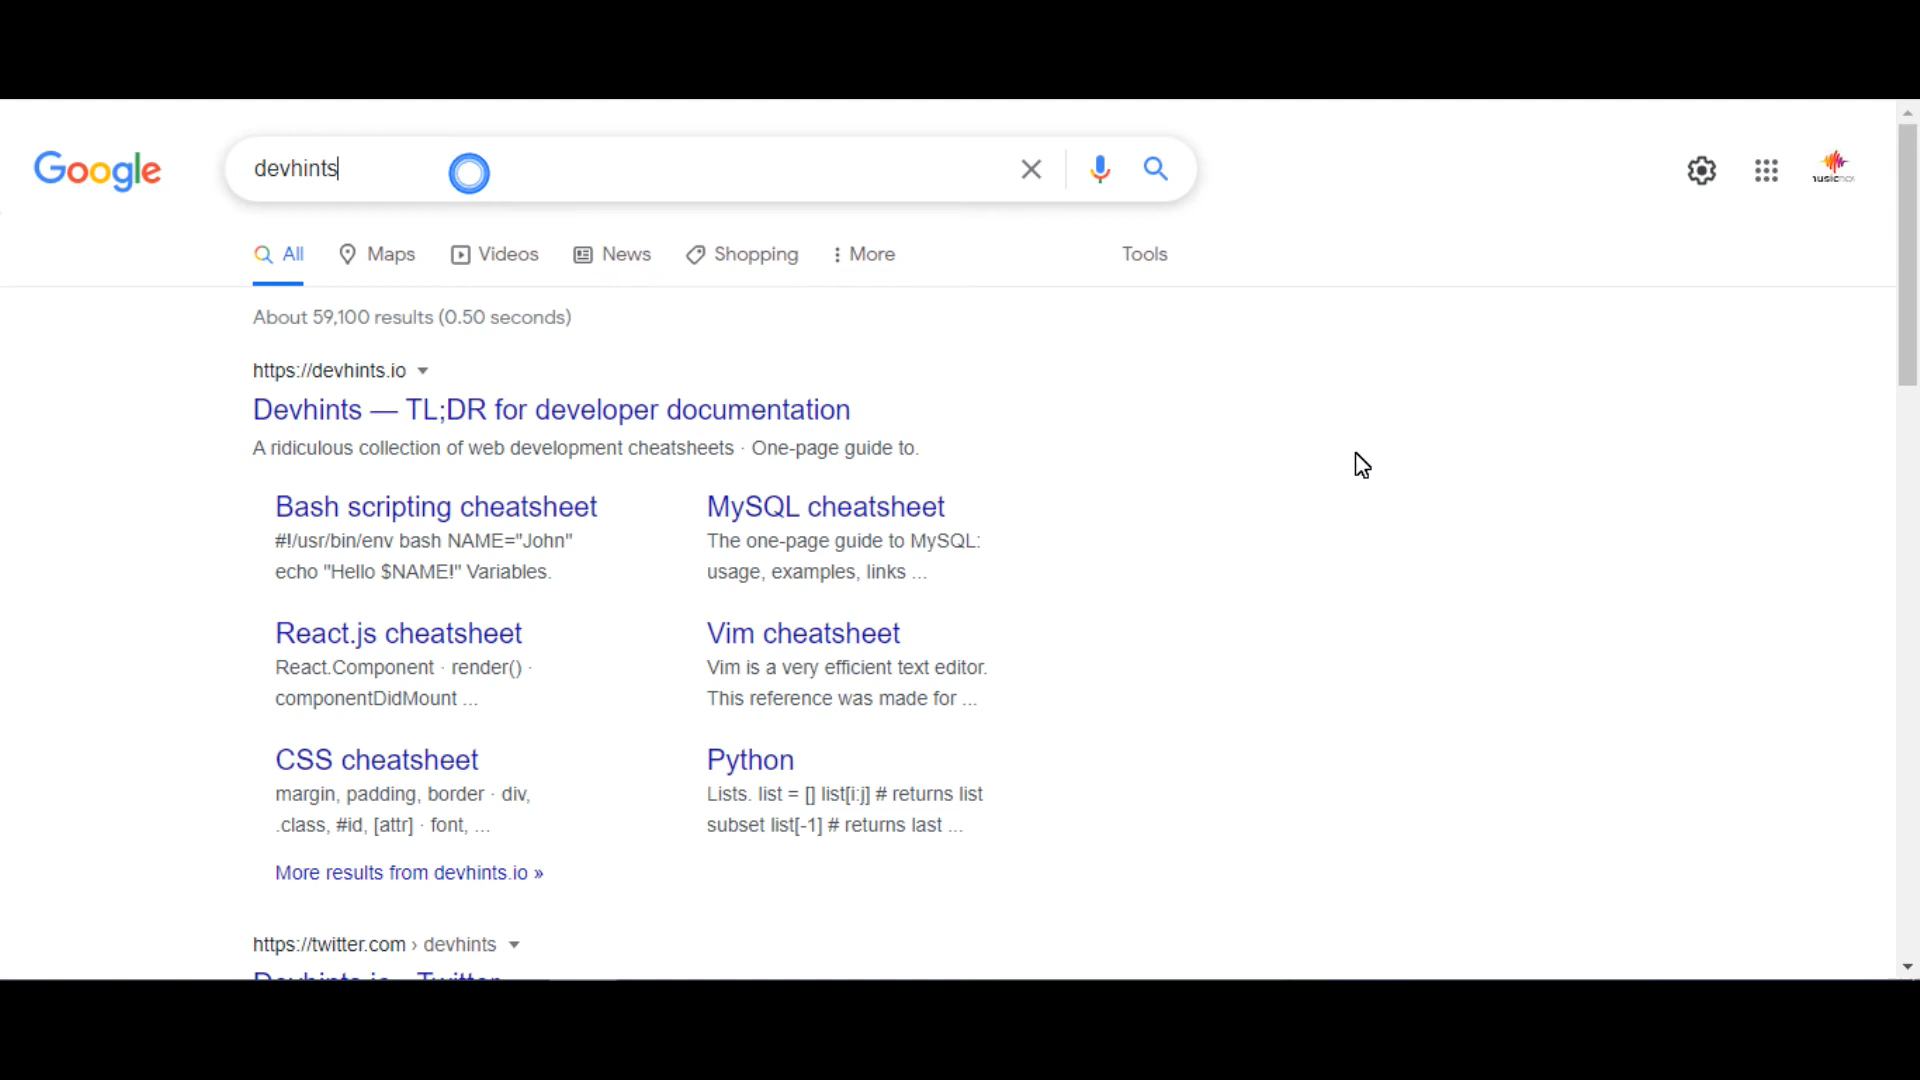 Google
devhints
All Maps Videos News Shopping More Tools
About 59,100 results (0.50 seconds)
https://devhints.io
Devhints — TL;DR for developer documentation
A ridiculous collection of web development cheatsheets · One-page guide to.
Bash scripting cheatsheet
#!/usr/bin/env bash NAME="John"
echo "Hello $NAME!" Variables.
MySQL cheatsheet
The one-page guide to MySQL:
usage, examples, links ...
React.js cheatsheet
React.Component · render() ·
componentDidMount ...
Vim cheatsheet
Vim is a very efficient text editor.
This reference was made for ...
CSS cheatsheet
margin, padding, border · div,
.class, #id, [attr] · font, ...
Python
Lists. list = [] list[i:j] # returns list
subset list[-1] # returns last ...
More results from devhints.io »
https://twitter.com › devhints
Devhints.io - Twitter